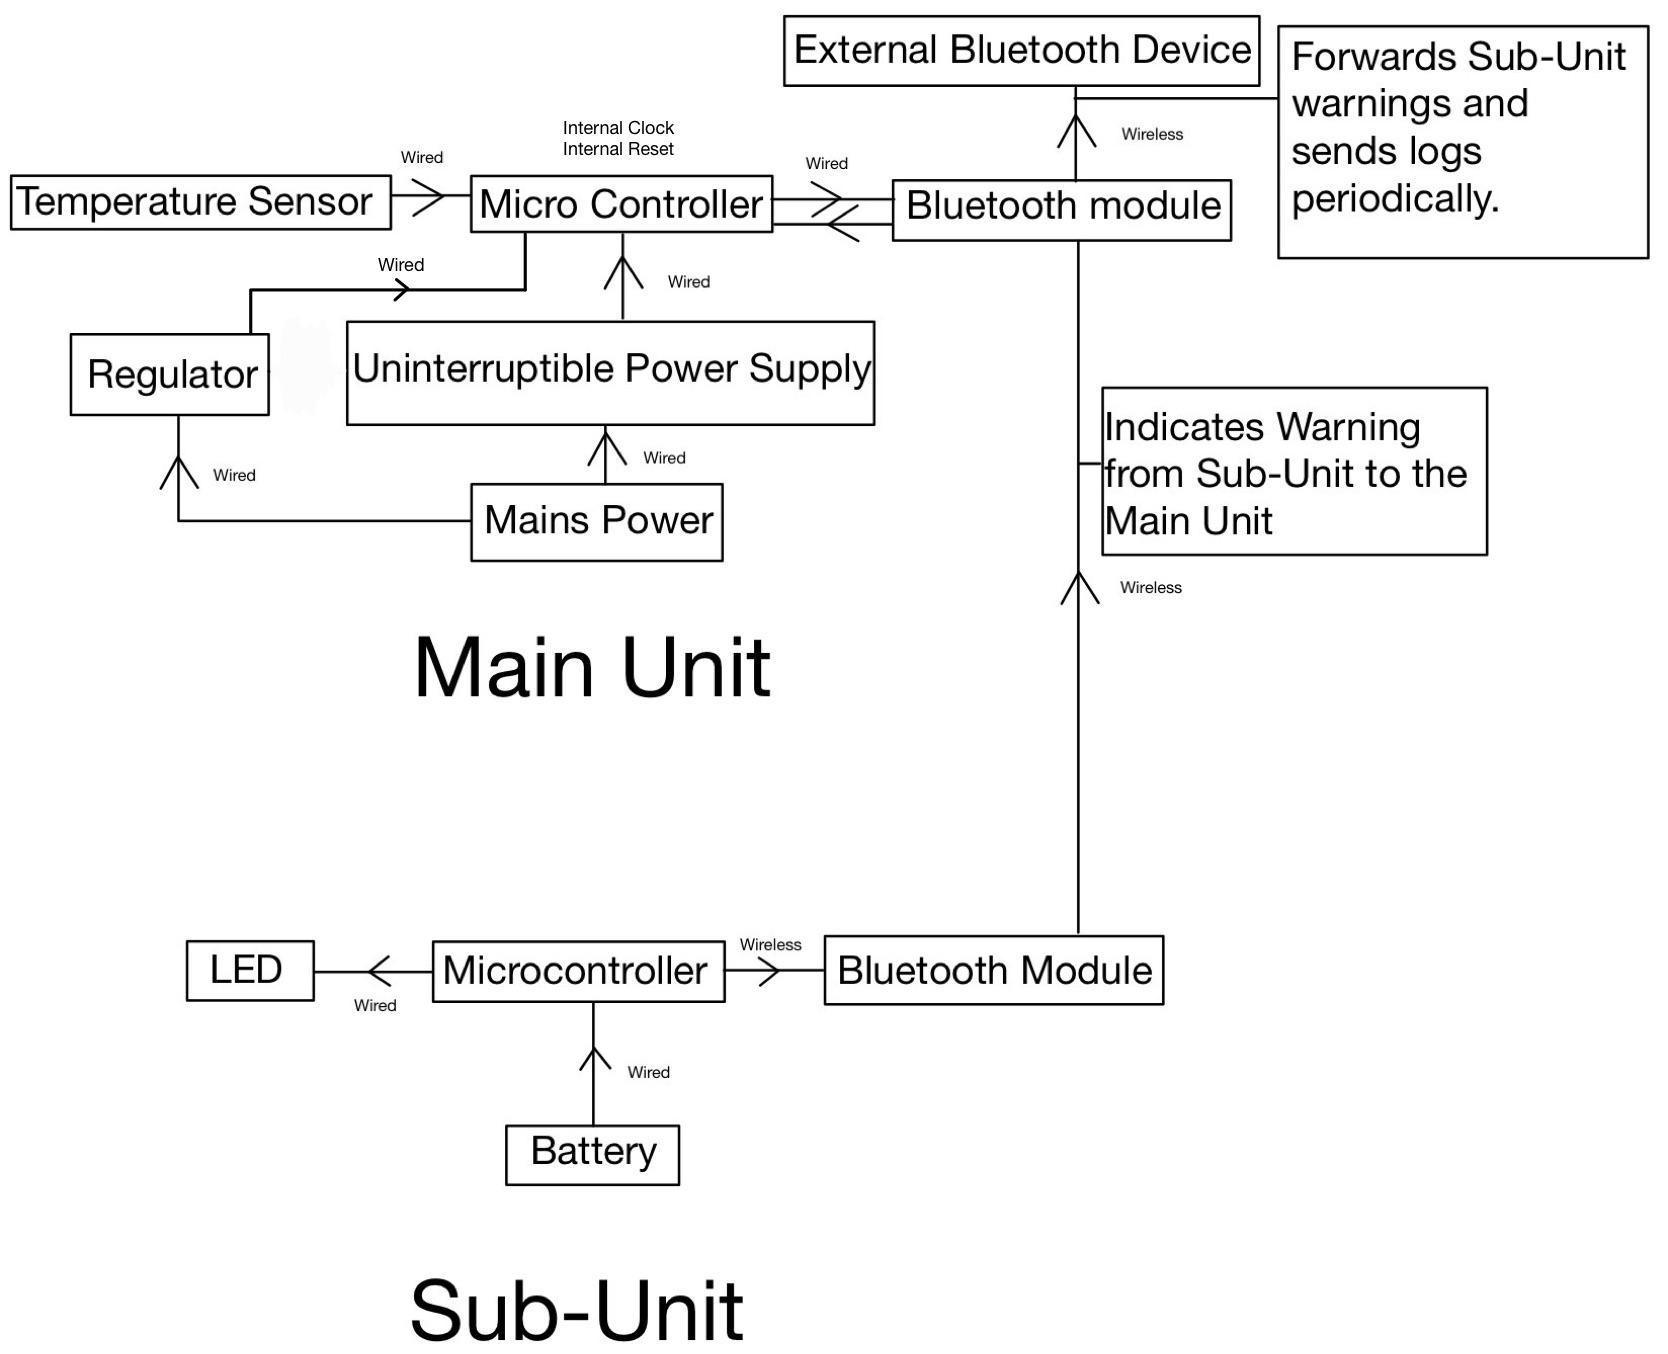 External Bluetooth Device
Forwards Sub-Unit
warnings and
sends logs
periodically.
Wireless
Internal Clock
Internal Reset
Wired
Wired
Temperature Sensor
Micro Controller
Bluetooth module
Wired
Wired
Regulator
Uninterruptible Power Supply
Indicates Warning
from Sub-Unit to the
Main Unit
Wired
Wired
Mains Power
Wireless
Main Unit
Wireless
LED
Microcontroller
Bluetooth Module
Wired
Wired
Battery
Sub-Unit